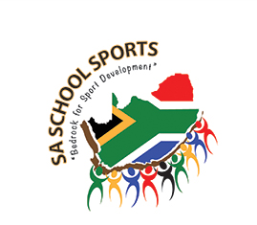 SA SCHOOL SPORTS
"Bedrock for Sport Development"